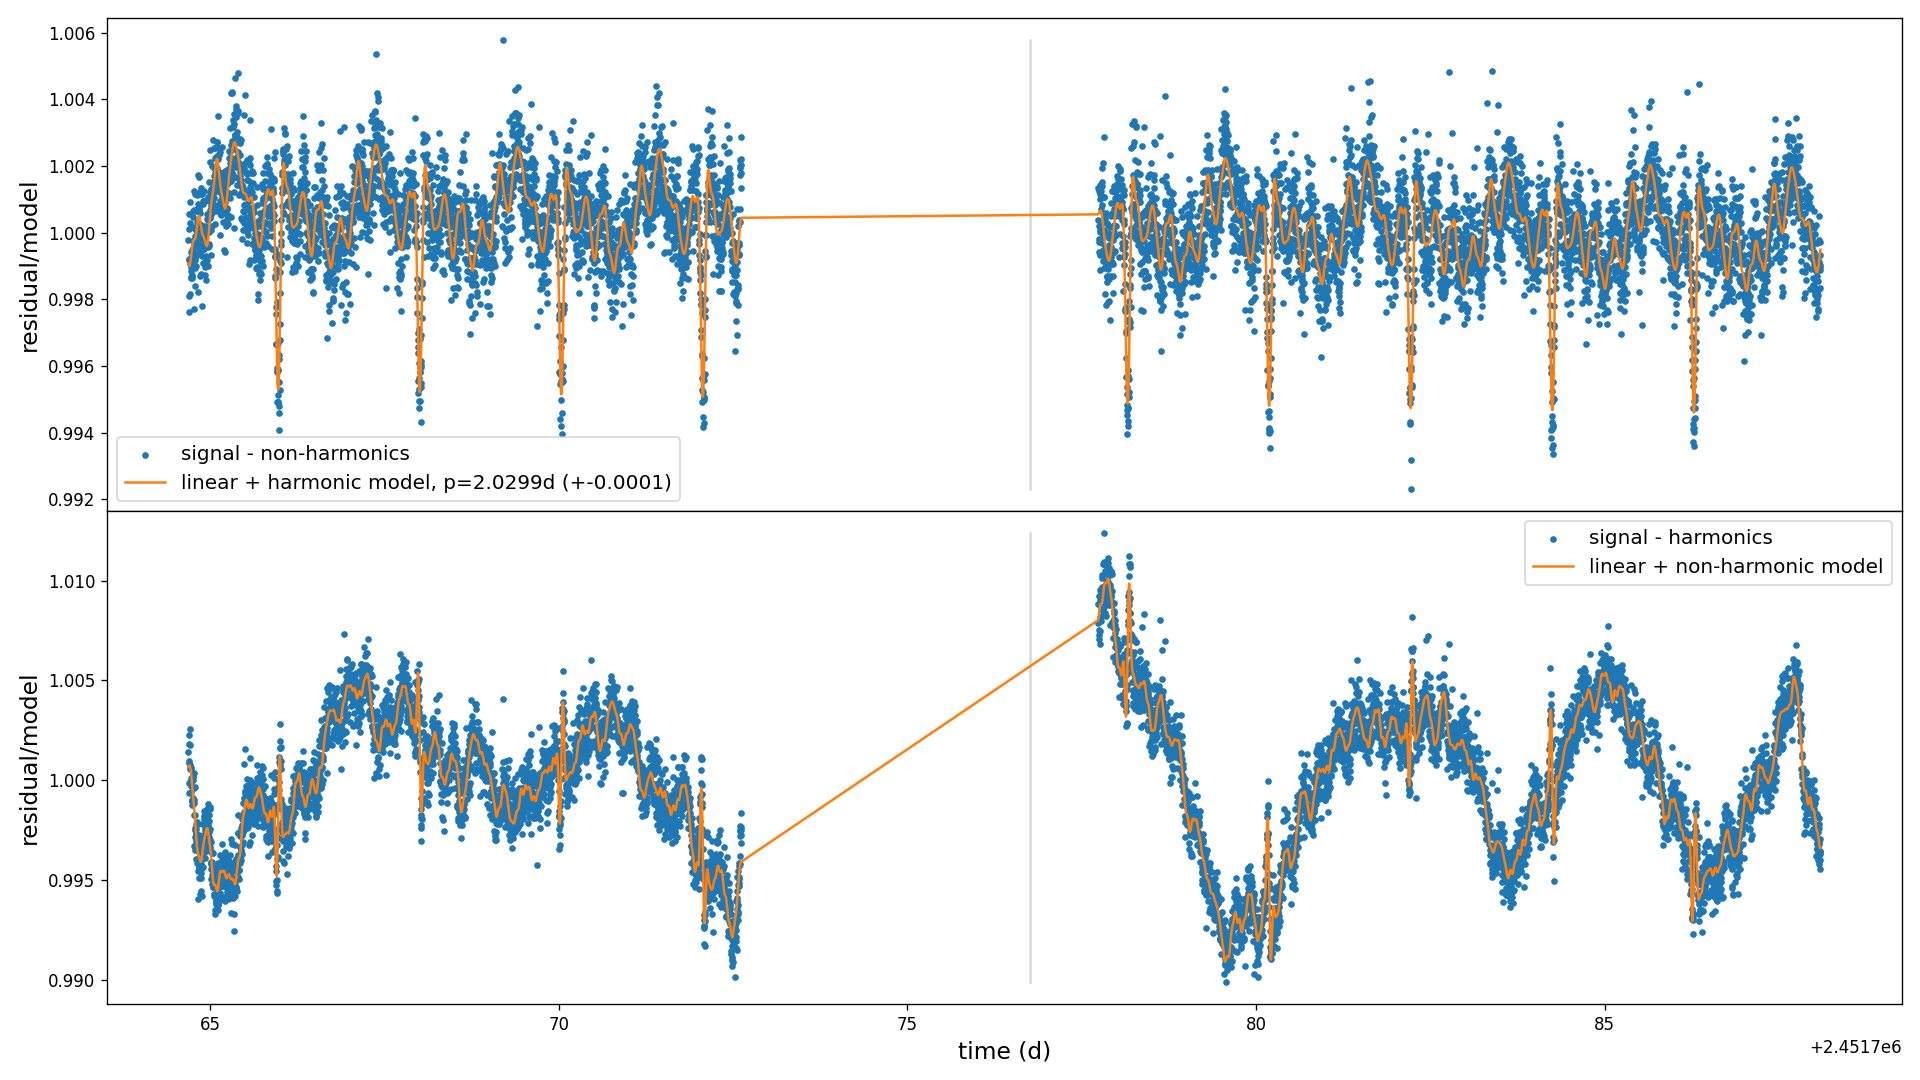 1.006
1.004
1.002
1.000
0.998
0.996
0.994
0.992
residual/model
signal - non-harmonics
linear + harmonic model, p=2.0299d (+-0.0001)
1.010
1.005
1.000
0.995
0.990
residual/model
signal - harmonics
linear + non-harmonic model
65 70 75 80 85
time (d)
+2.4517e6